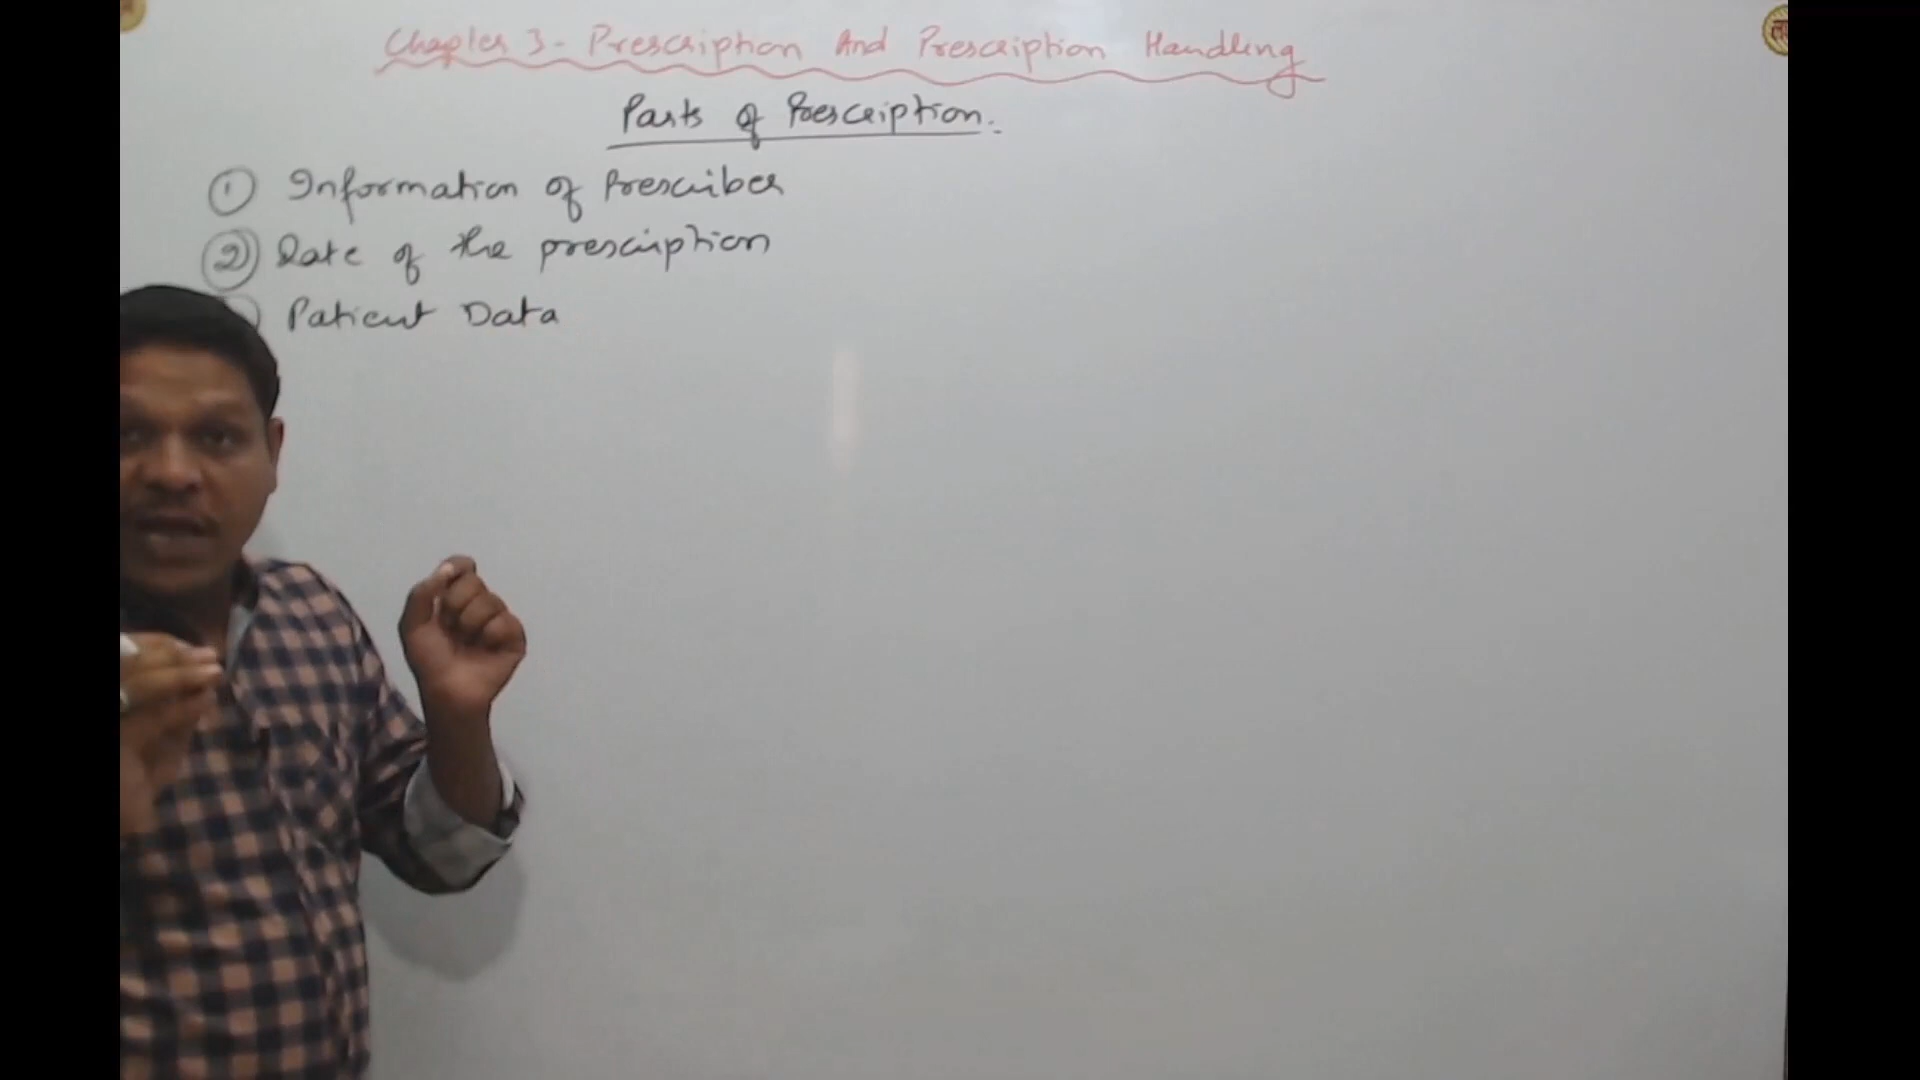 Chapter 3 - Prescription And Prescription Handling
Parts of Prescription.
① Information of Prescriber
② Date of the prescription
Patient Data